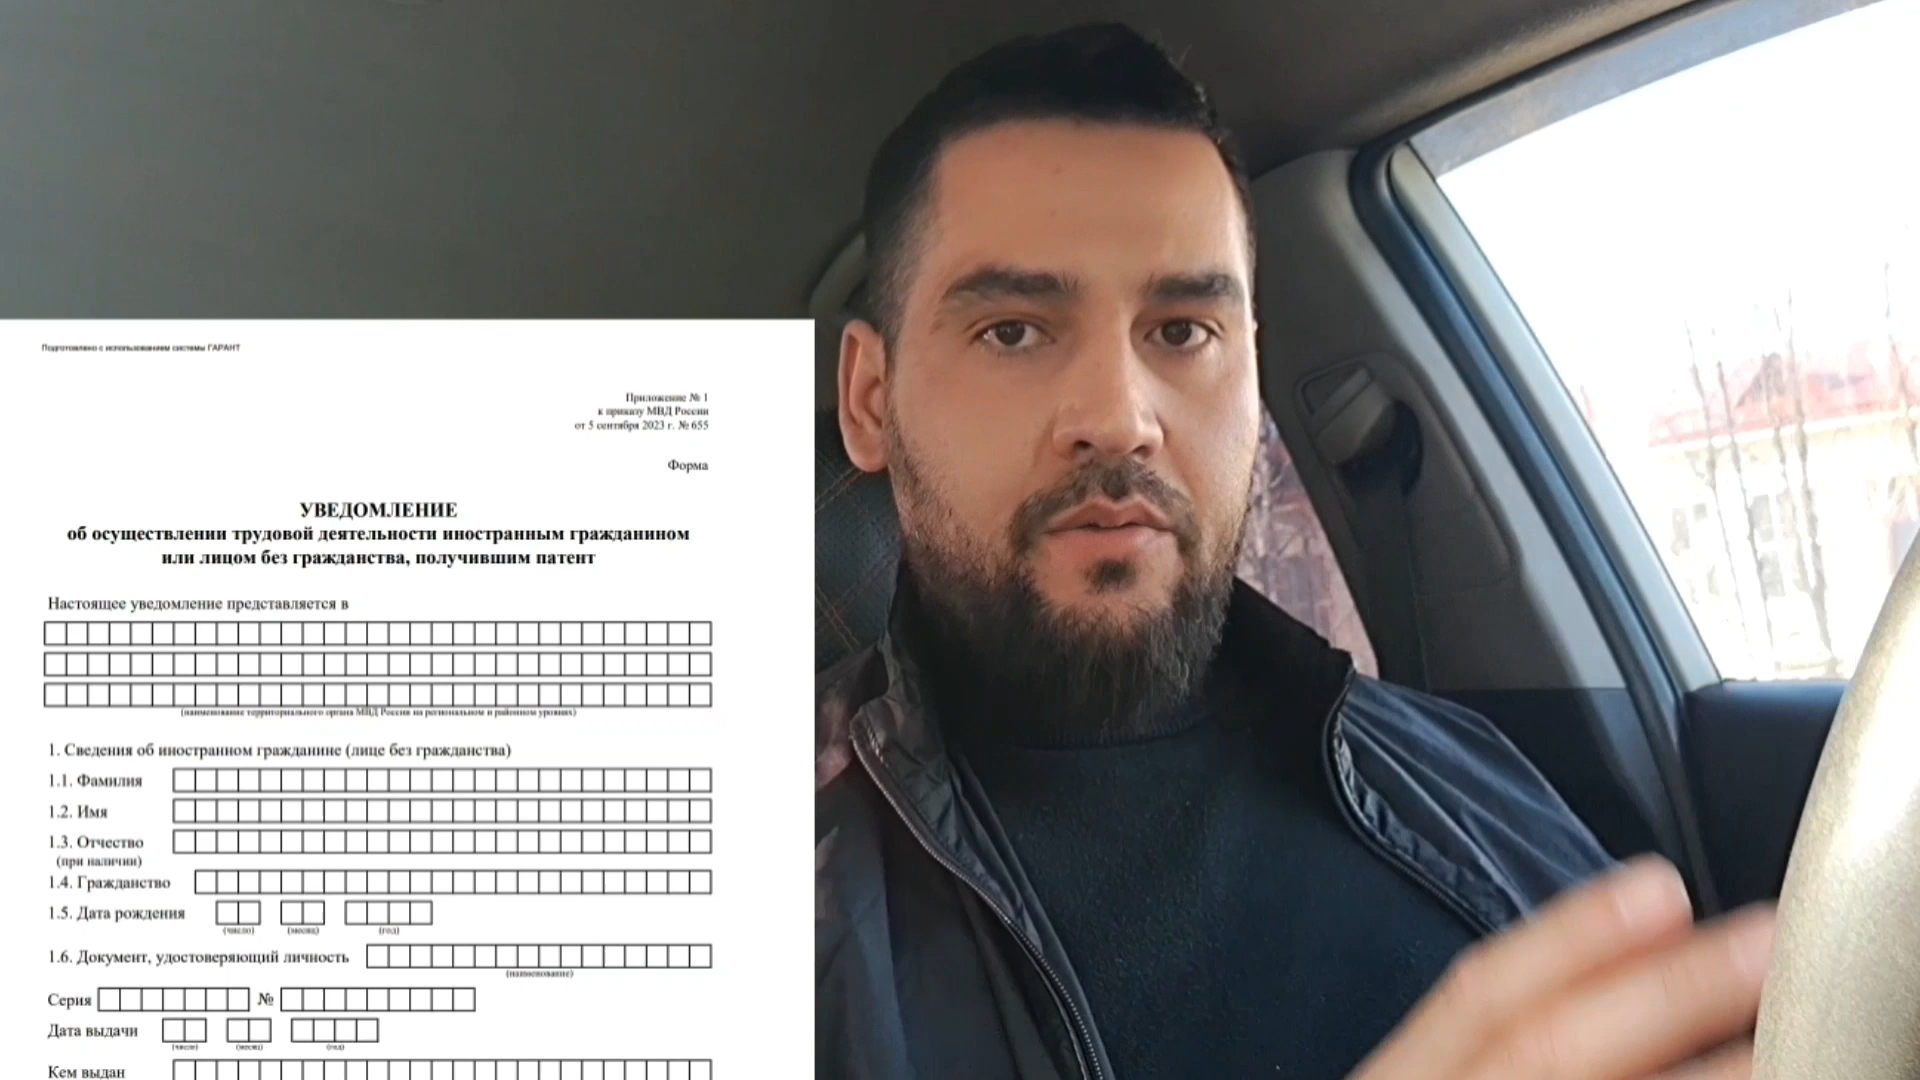 Подготовлено с использованием системы ГАРАНТ
Приложение № 1
к приказу МВД России
от 5 сентября 2023 г. № 655
Форма
УВЕДОМЛЕНИЕ
об осуществлении трудовой деятельности иностранным гражданином
или лицом без гражданства, получившим патент
Настоящее уведомление представляется в
(наименование территориального органа МВД России на региональном и районном уровнях)
1. Сведения об иностранном гражданине (лице без гражданства)
1.1. Фамилия
1.2. Имя
1.3. Отчество
(при наличии)
1.4. Гражданство
1.5. Дата рождения
(число) (месяц) (год)
1.6. Документ, удостоверяющий личность
(наименование)
Серия №
Дата выдачи
(число) (месяц) (год)
Кем выдан